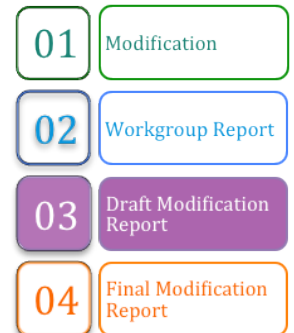 01 Modification
02 Workgroup Report
03 Draft Modification
Report
04 Final Modification
Report